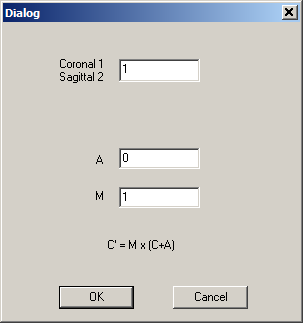 Dialog
Coronal 1
Sagittal 2
1
A
0
M
1
C' = M x (C+A)
OK
Cancel